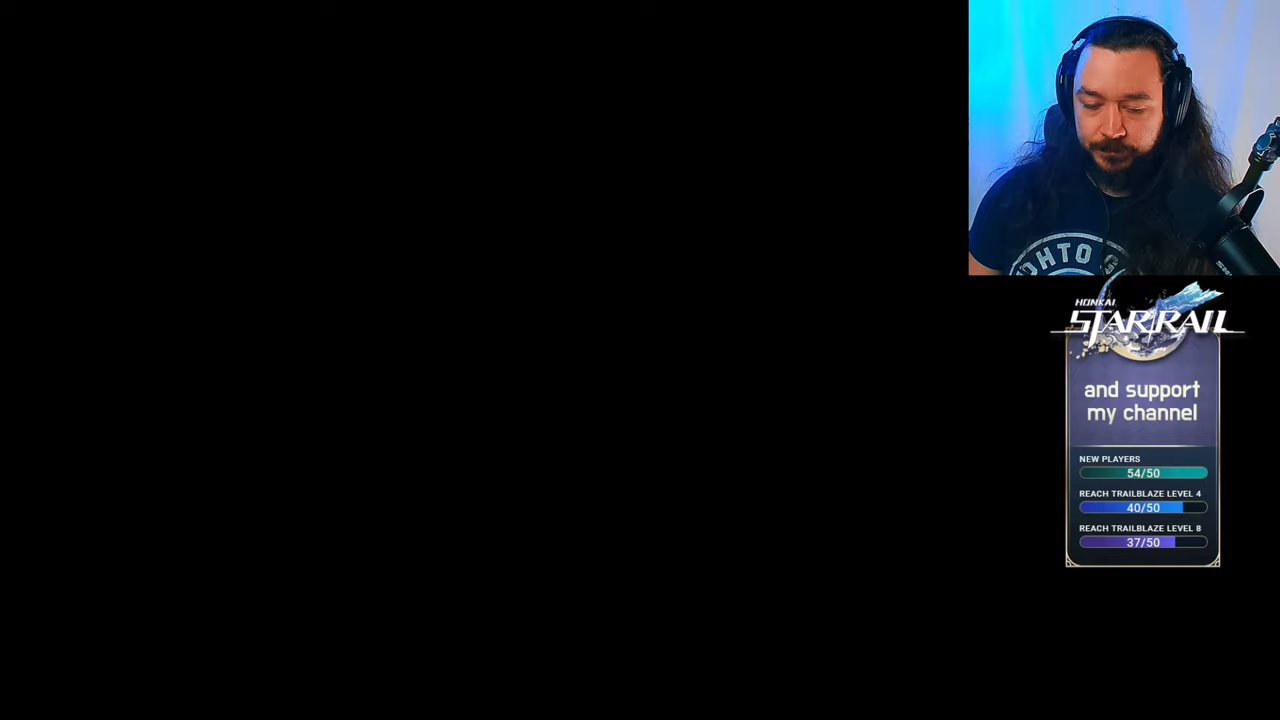 HONKAI
STAR RAIL
and support
my channel
NEW PLAYERS
54/50
REACH TRAILBLAZE LEVEL 4
40/50
REACH TRAILBLAZE LEVEL 8
37/50